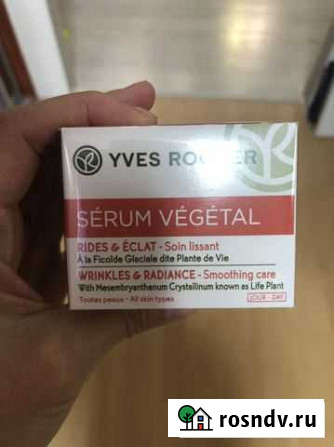 YVES ROCHER
SÉRUM VÉGÉTAL
RIDES & ÉCLAT - Soin lissant
À la Ficoïde Glaciale dite Plante de Vie
WRINKLES & RADIANCE - Smoothing care
With Mesembryanthenum Crystallinum known as Life Plant
Toutes peaux - All skin types
JOUR - DAY
rosndv.ru